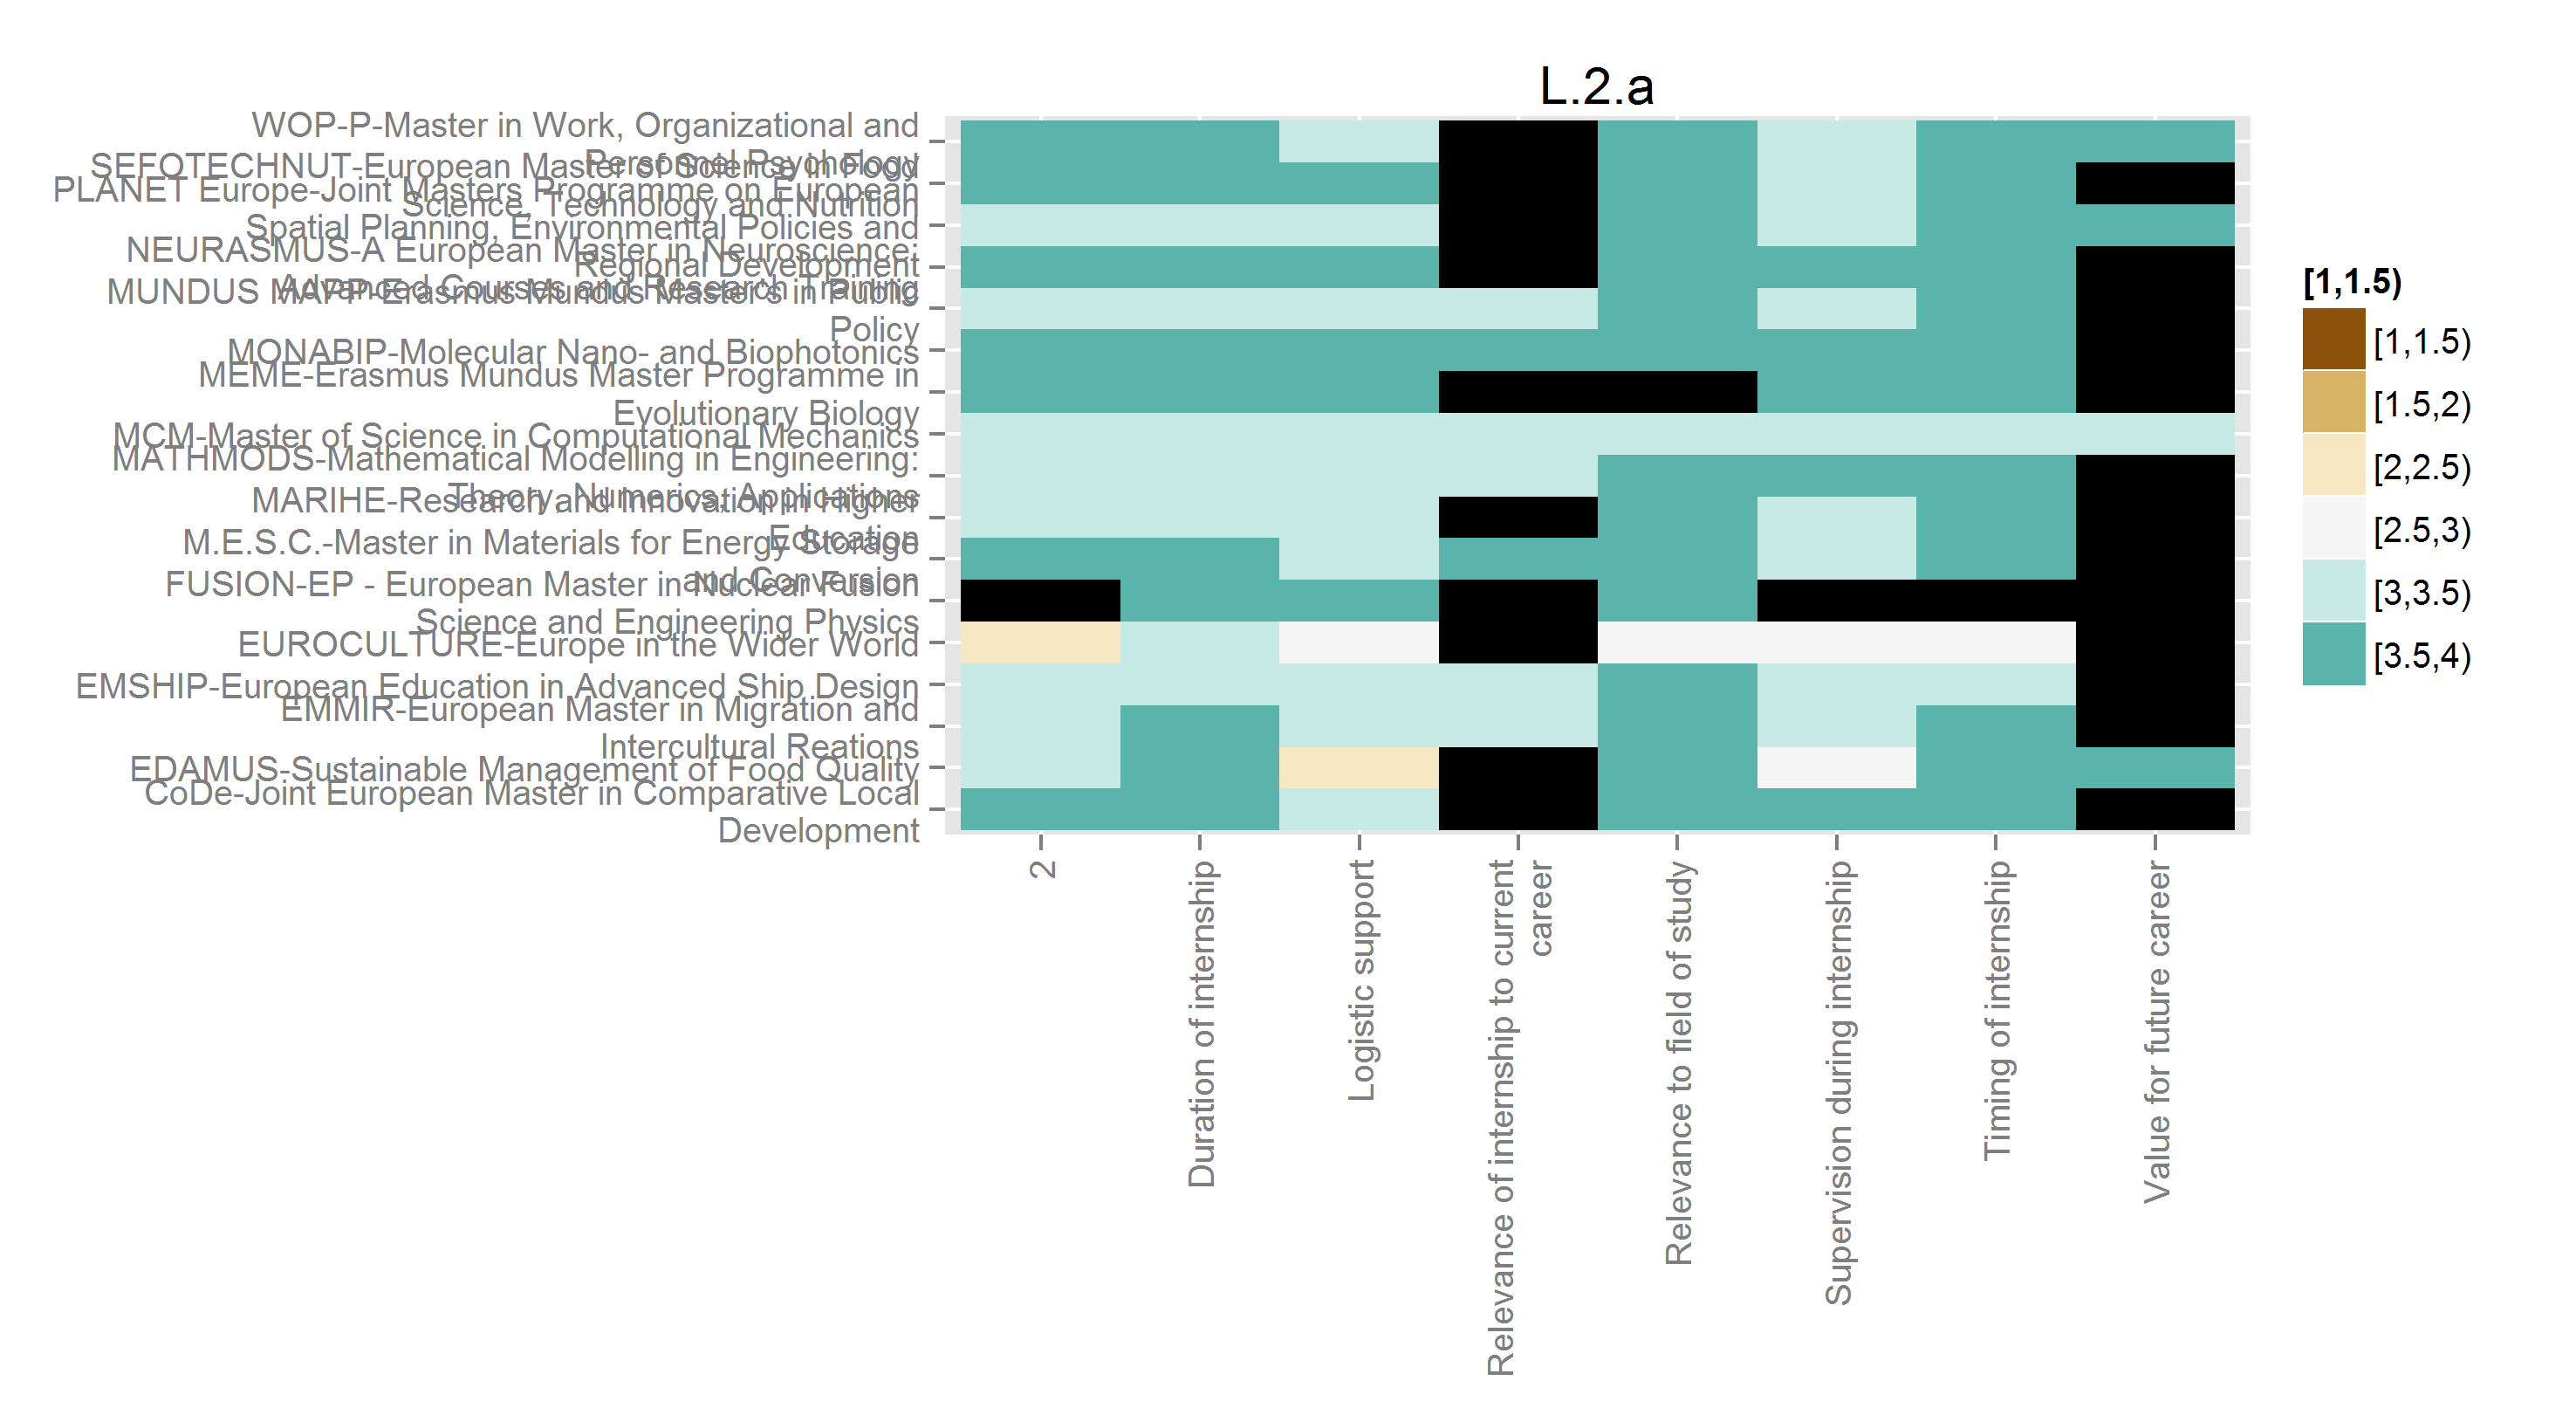 L.2.a
WOP-P-Master in Work, Organizational and
Personnel Psychology
SEFOTECHNUT-European Master of Science in Food
Science, Technology and Nutrition
PLANET Europe-Joint Masters Programme on European
Spatial Planning, Environmental Policies and
Regional Development
NEURASMUS-A European Master in Neuroscience:
Advanced Courses and Research Training
MUNDUS MAPP-Erasmus Mundus Master's in Public
Policy
MONABIP-Molecular Nano- and Biophotonics
MEME-Erasmus Mundus Master Programme in
Evolutionary Biology
MCM-Master of Science in Computational Mechanics
MATHMODS-Mathematical Modelling in Engineering:
Theory, Numerics, Applications
MARIHE-Research and Innovation in Higher
Education
M.E.S.C.-Master in Materials for Energy Storage
and Conversion
FUSION-EP - European Master in Nuclear Fusion
Science and Engineering Physics
EUROCULTURE-Europe in the Wider World
EMSHIP-European Education in Advanced Ship Design
EMMIR-European Master in Migration and
Intercultural Reations
EDAMUS-Sustainable Management of Food Quality
CoDe-Joint European Master in Comparative Local
Development
2
Duration of internship
Logistic support
Relevance of internship to current
career
Relevance to field of study
Supervision during internship
Timing of internship
Value for future career
[1,1.5)
[1,1.5)
[1.5,2)
[2,2.5)
[2.5,3)
[3,3.5)
[3.5,4)